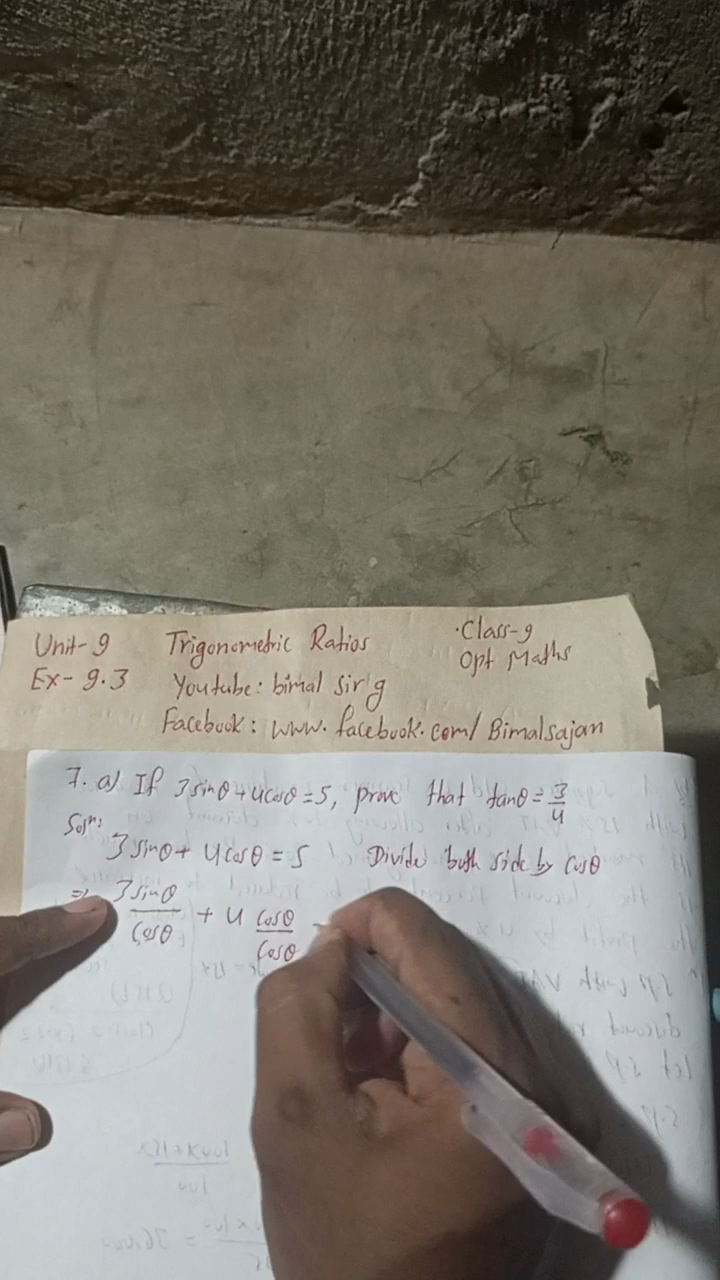 Unit-9 Trigonometric Ratios ·Class-9
Ex-9.3 Youtube: bimal sir g Opt Maths
Facebook: www.facebook.com/Bimalsajan
7. a) If 3sinθ+4cosθ=5, prove that tanθ=3/4
Solⁿ:
3sinθ+4cosθ=5 Divide both side by cosθ
⇒ 3sinθ/cosθ + 4 cosθ/cosθ